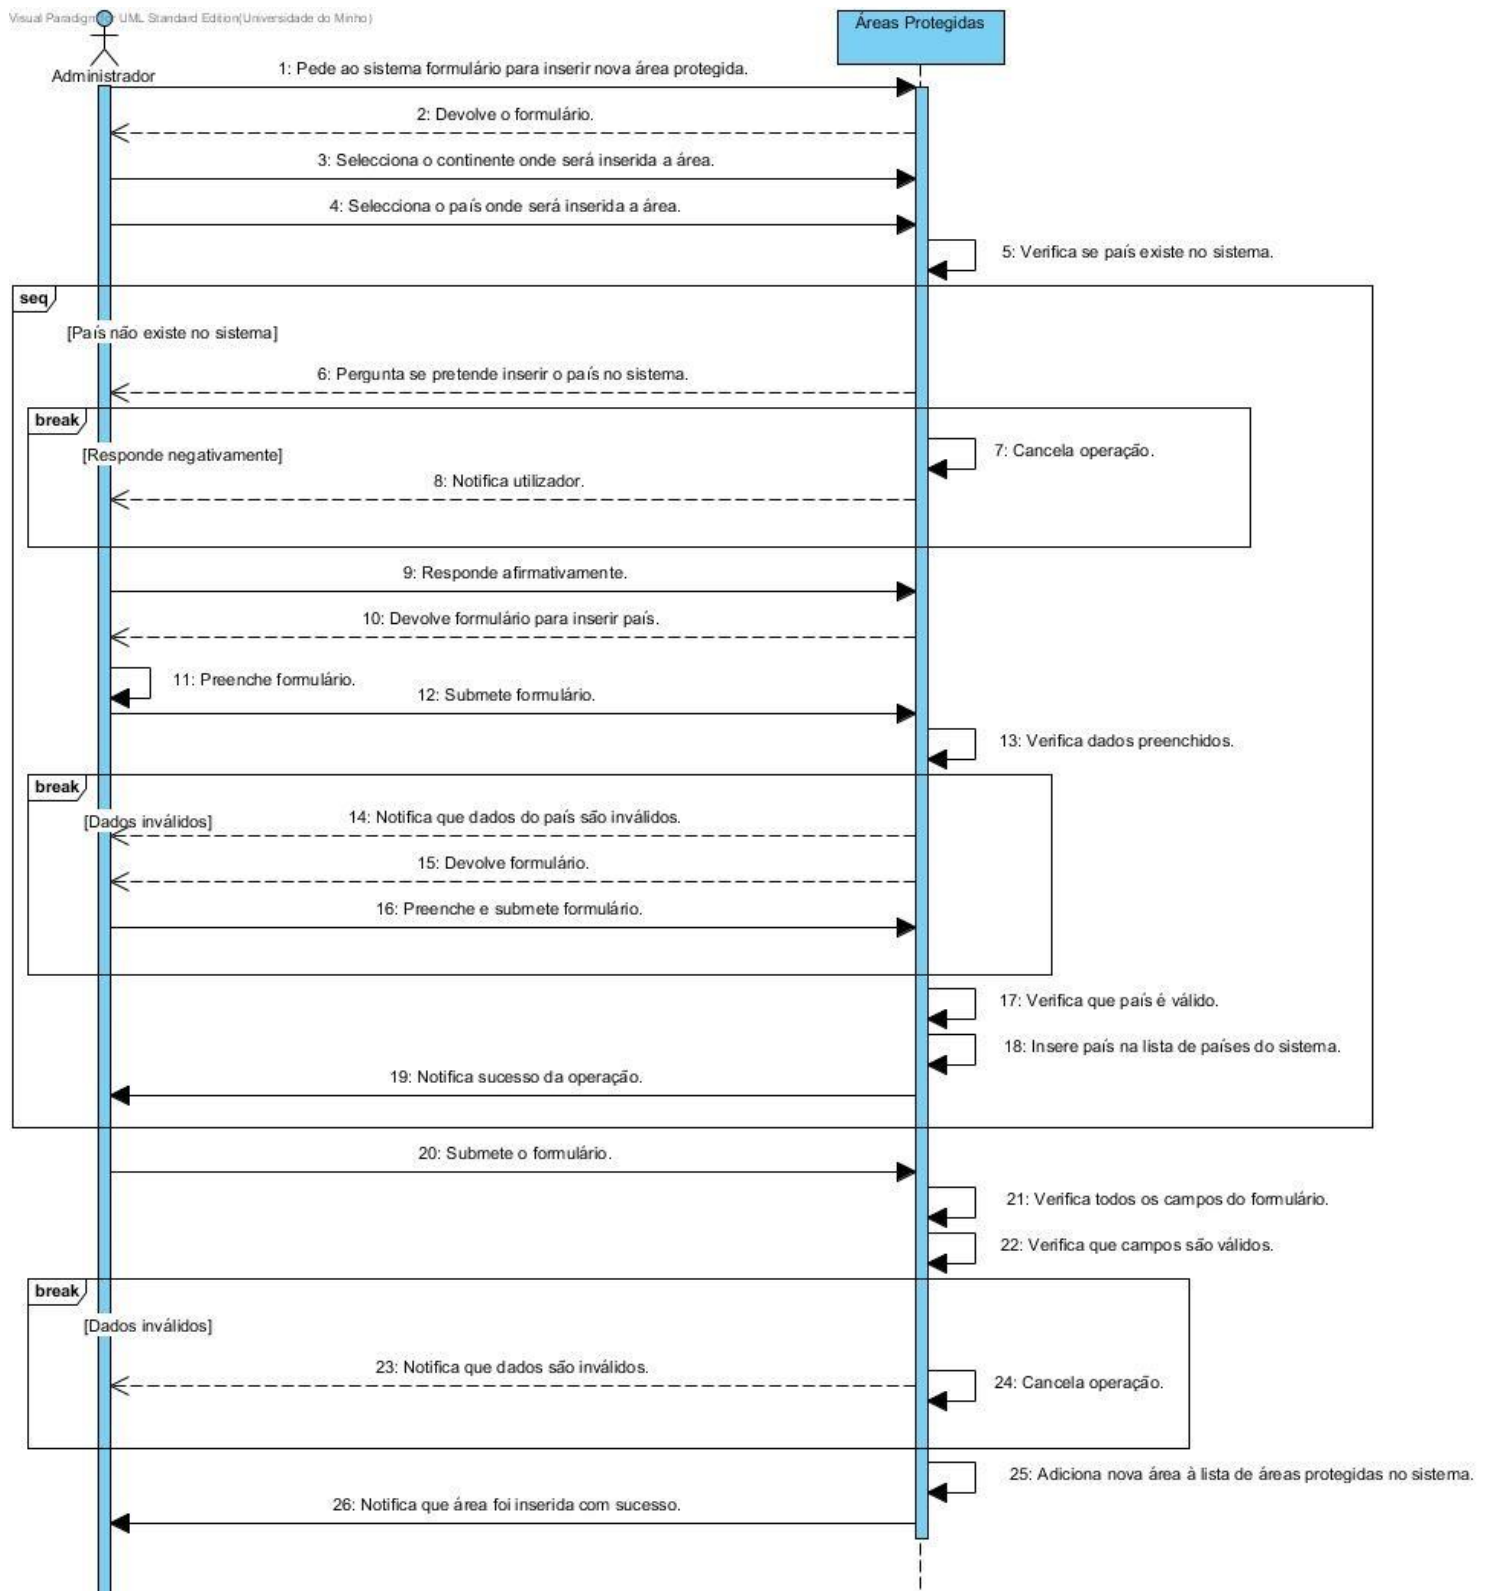 Visual Paradigm for UML Standard Edition(Universidade do Minho)
Áreas Protegidas
Administrador
1: Pede ao sistema formulário para inserir nova área protegida.
2: Devolve o formulário.
3: Selecciona o continente onde será inserida a área.
4: Selecciona o país onde será inserida a área.
5: Verifica se país existe no sistema.
seq
[País não existe no sistema]
6: Pergunta se pretende inserir o país no sistema.
break
[Responde negativamente]
7: Cancela operação.
8: Notifica utilizador.
9: Responde afirmativamente.
10: Devolve formulário para inserir país.
11: Preenche formulário.
12: Submete formulário.
13: Verifica dados preenchidos.
break
[Dados inválidos]
14: Notifica que dados do país são inválidos.
15: Devolve formulário.
16: Preenche e submete formulário.
17: Verifica que país é válido.
18: Insere país na lista de países do sistema.
19: Notifica sucesso da operação.
20: Submete o formulário.
21: Verifica todos os campos do formulário.
22: Verifica que campos são válidos.
break
[Dados inválidos]
23: Notifica que dados são inválidos.
24: Cancela operação.
25: Adiciona nova área à lista de áreas protegidas no sistema.
26: Notifica que área foi inserida com sucesso.